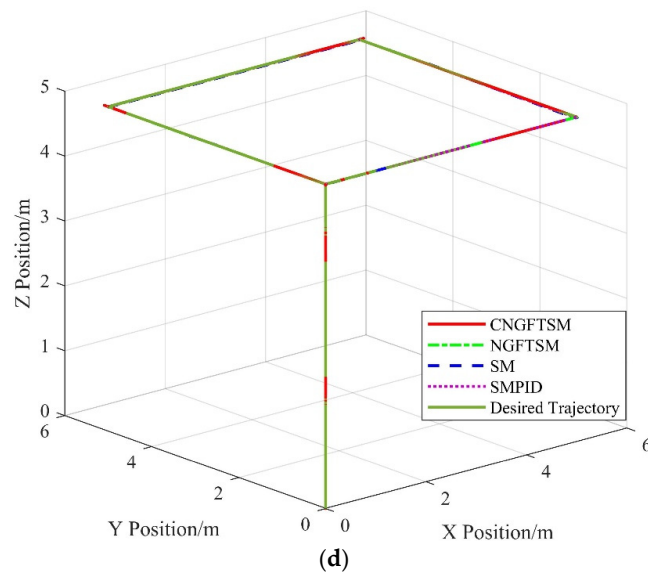 5
4
3
2
1
0
Z Position/m
CNGFTSM
NGFTSM
SM
SMPID
Desired Trajectory
6
4
2
0
Y Position/m
0
2
4
6
X Position/m
(d)